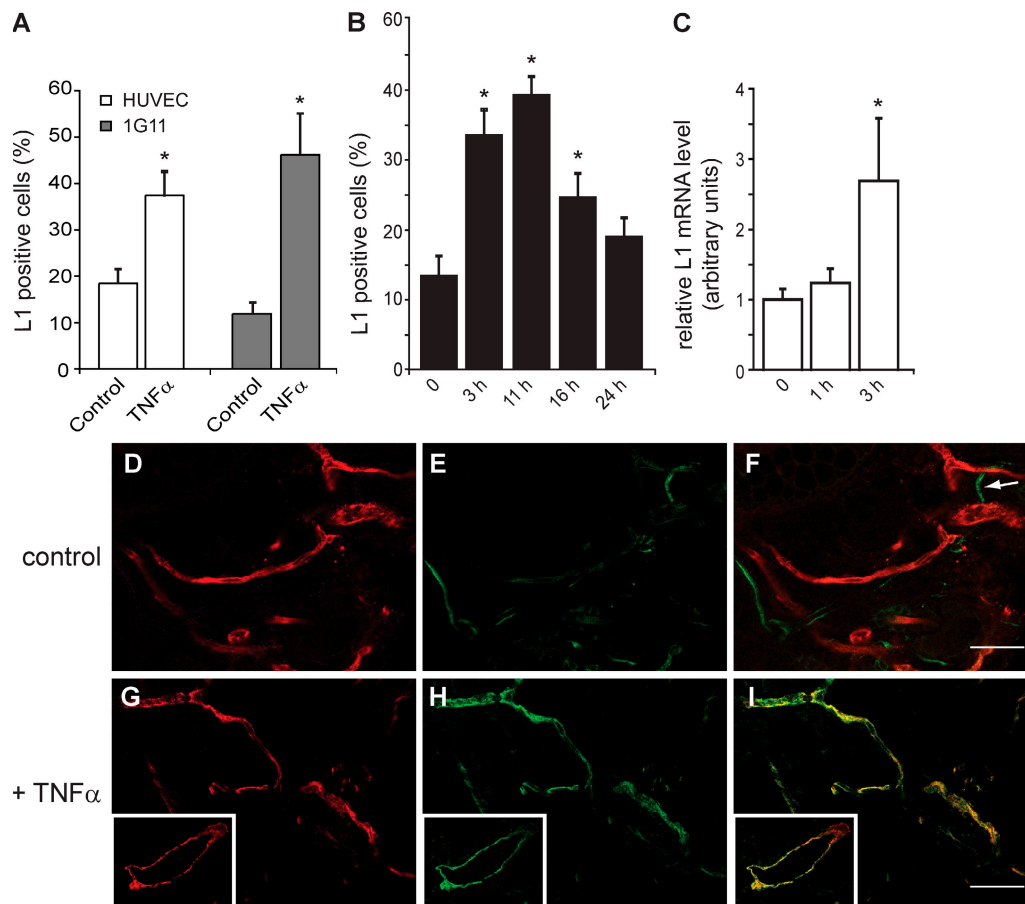 A
L1 positive cells (%)
60
50
40
30
20
10
0
HUVEC
1G11
*
*
Control
TNFα
Control
TNFα
B
L1 positive cells (%)
60
40
30
20
10
0
*
*
*
0
3 h
11 h
16 h
24 h
C
relative L1 mRNA level
(arbitrary units)
4
3
2
1
0
*
0
1 h
3 h
control
D
E
F
+ TNFα
G
H
I